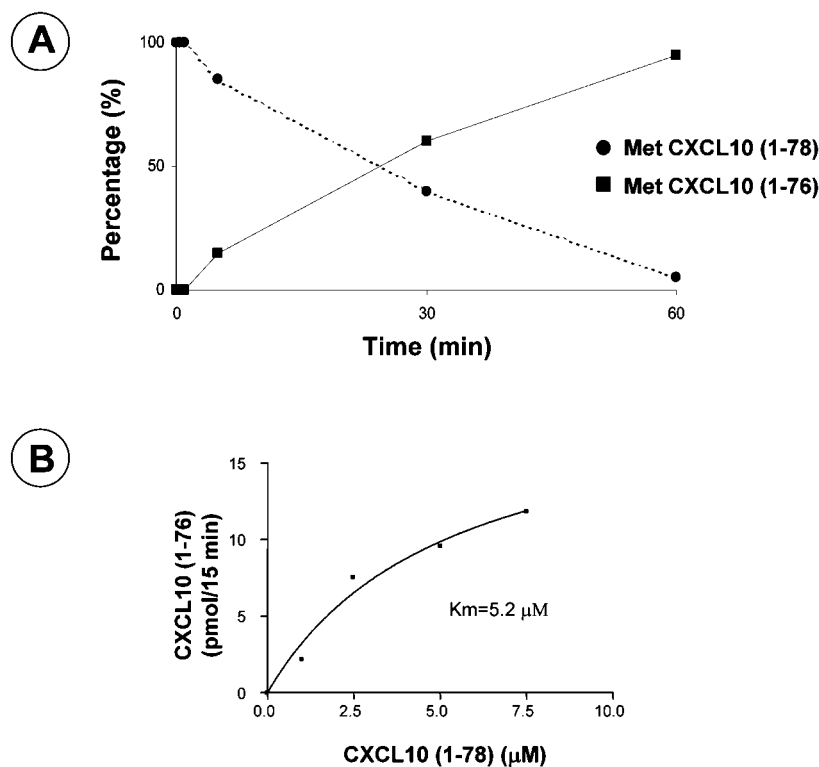 A
100
50
0
Percentage (%)
0 30 60
Time (min)
Met CXCL10 (1-78)
Met CXCL10 (1-76)
B
15
10
5
0
CXCL10 (1-76)
(pmol/15 min)
Km=5.2 μM
0.0 2.5 5.0 7.5 10.0
CXCL10 (1-78) (μM)